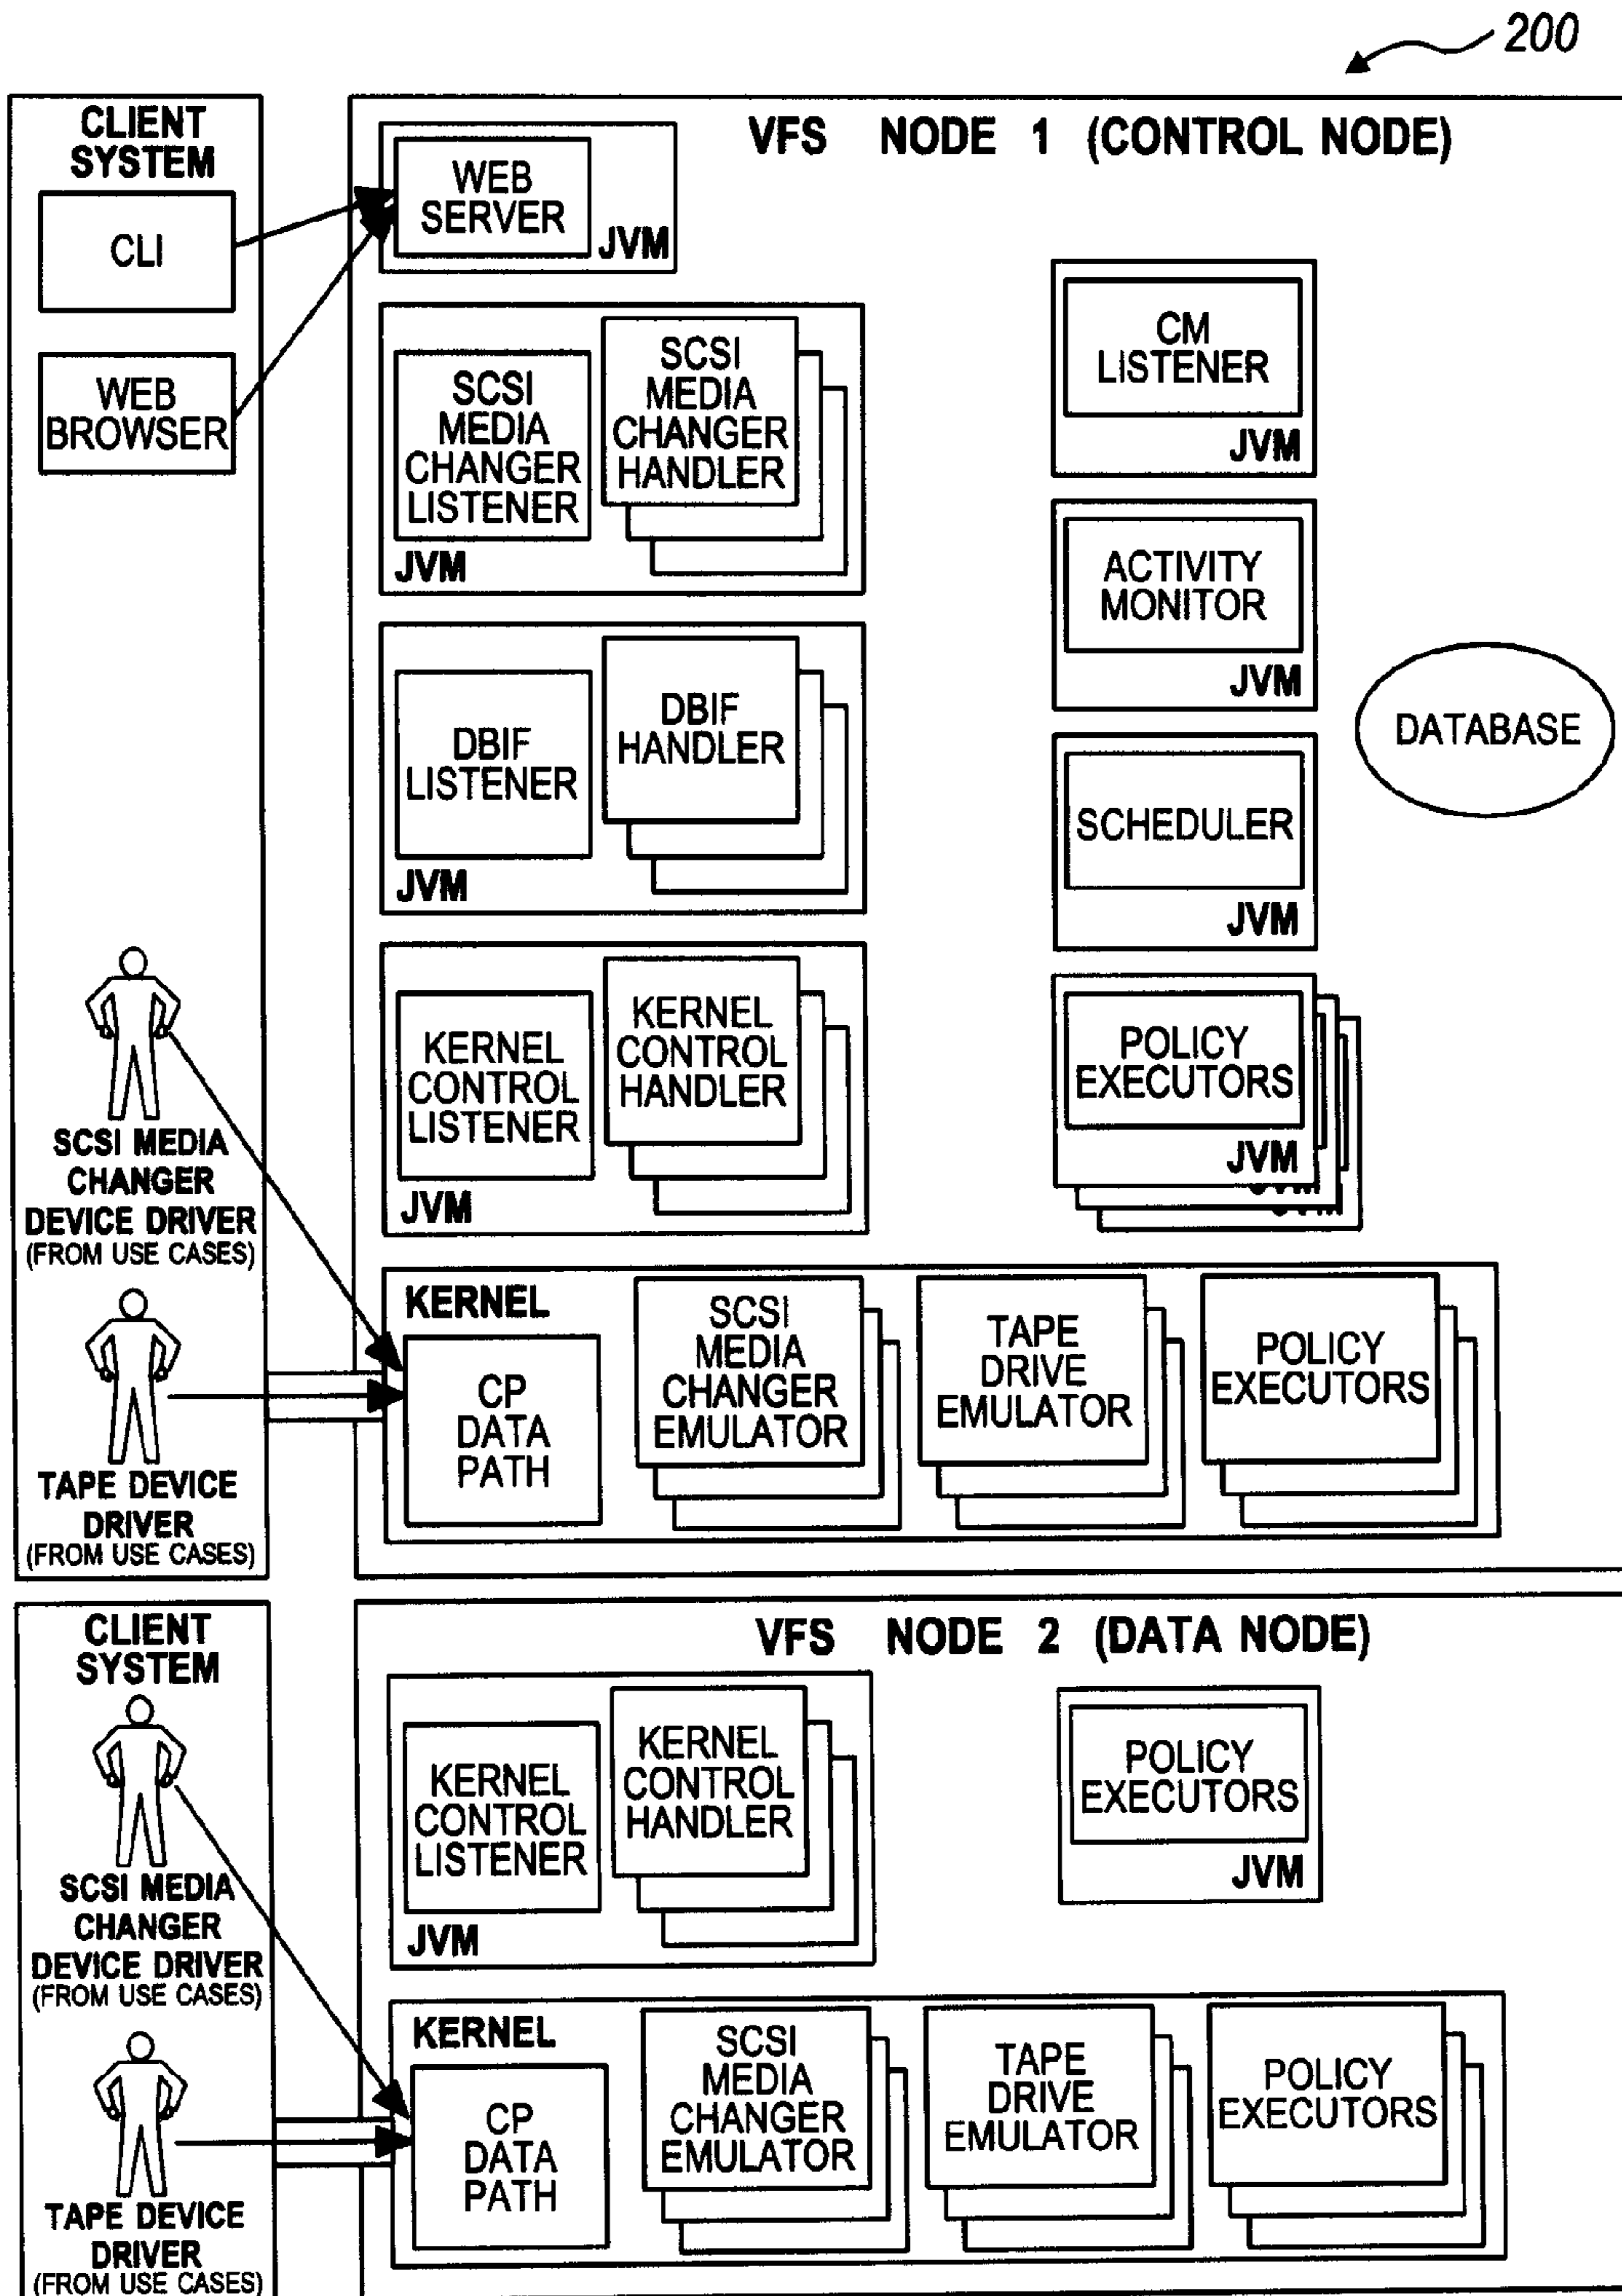 200
CLIENT
SYSTEM
CLI
WEB
BROWSER
SCSI MEDIA
CHANGER
DEVICE DRIVER
(FROM USE CASES)
TAPE DEVICE
DRIVER
(FROM USE CASES)
VFS NODE 1 (CONTROL NODE)
WEB
SERVER
JVM
SCSI
MEDIA
CHANGER
LISTENER
SCSI
MEDIA
CHANGER
HANDLER
JVM
DBIF
LISTENER
DBIF
HANDLER
JVM
KERNEL
CONTROL
LISTENER
KERNEL
CONTROL
HANDLER
JVM
CM
LISTENER
JVM
ACTIVITY
MONITOR
JVM
SCHEDULER
JVM
POLICY
EXECUTORS
JVM
JVM
DATABASE
KERNEL
CP
DATA
PATH
SCSI
MEDIA
CHANGER
EMULATOR
TAPE
DRIVE
EMULATOR
POLICY
EXECUTORS
CLIENT
SYSTEM
SCSI MEDIA
CHANGER
DEVICE DRIVER
(FROM USE CASES)
TAPE DEVICE
DRIVER
(FROM USE CASES)
VFS NODE 2 (DATA NODE)
KERNEL
CONTROL
LISTENER
KERNEL
CONTROL
HANDLER
JVM
POLICY
EXECUTORS
JVM
KERNEL
CP
DATA
PATH
SCSI
MEDIA
CHANGER
EMULATOR
TAPE
DRIVE
EMULATOR
POLICY
EXECUTORS